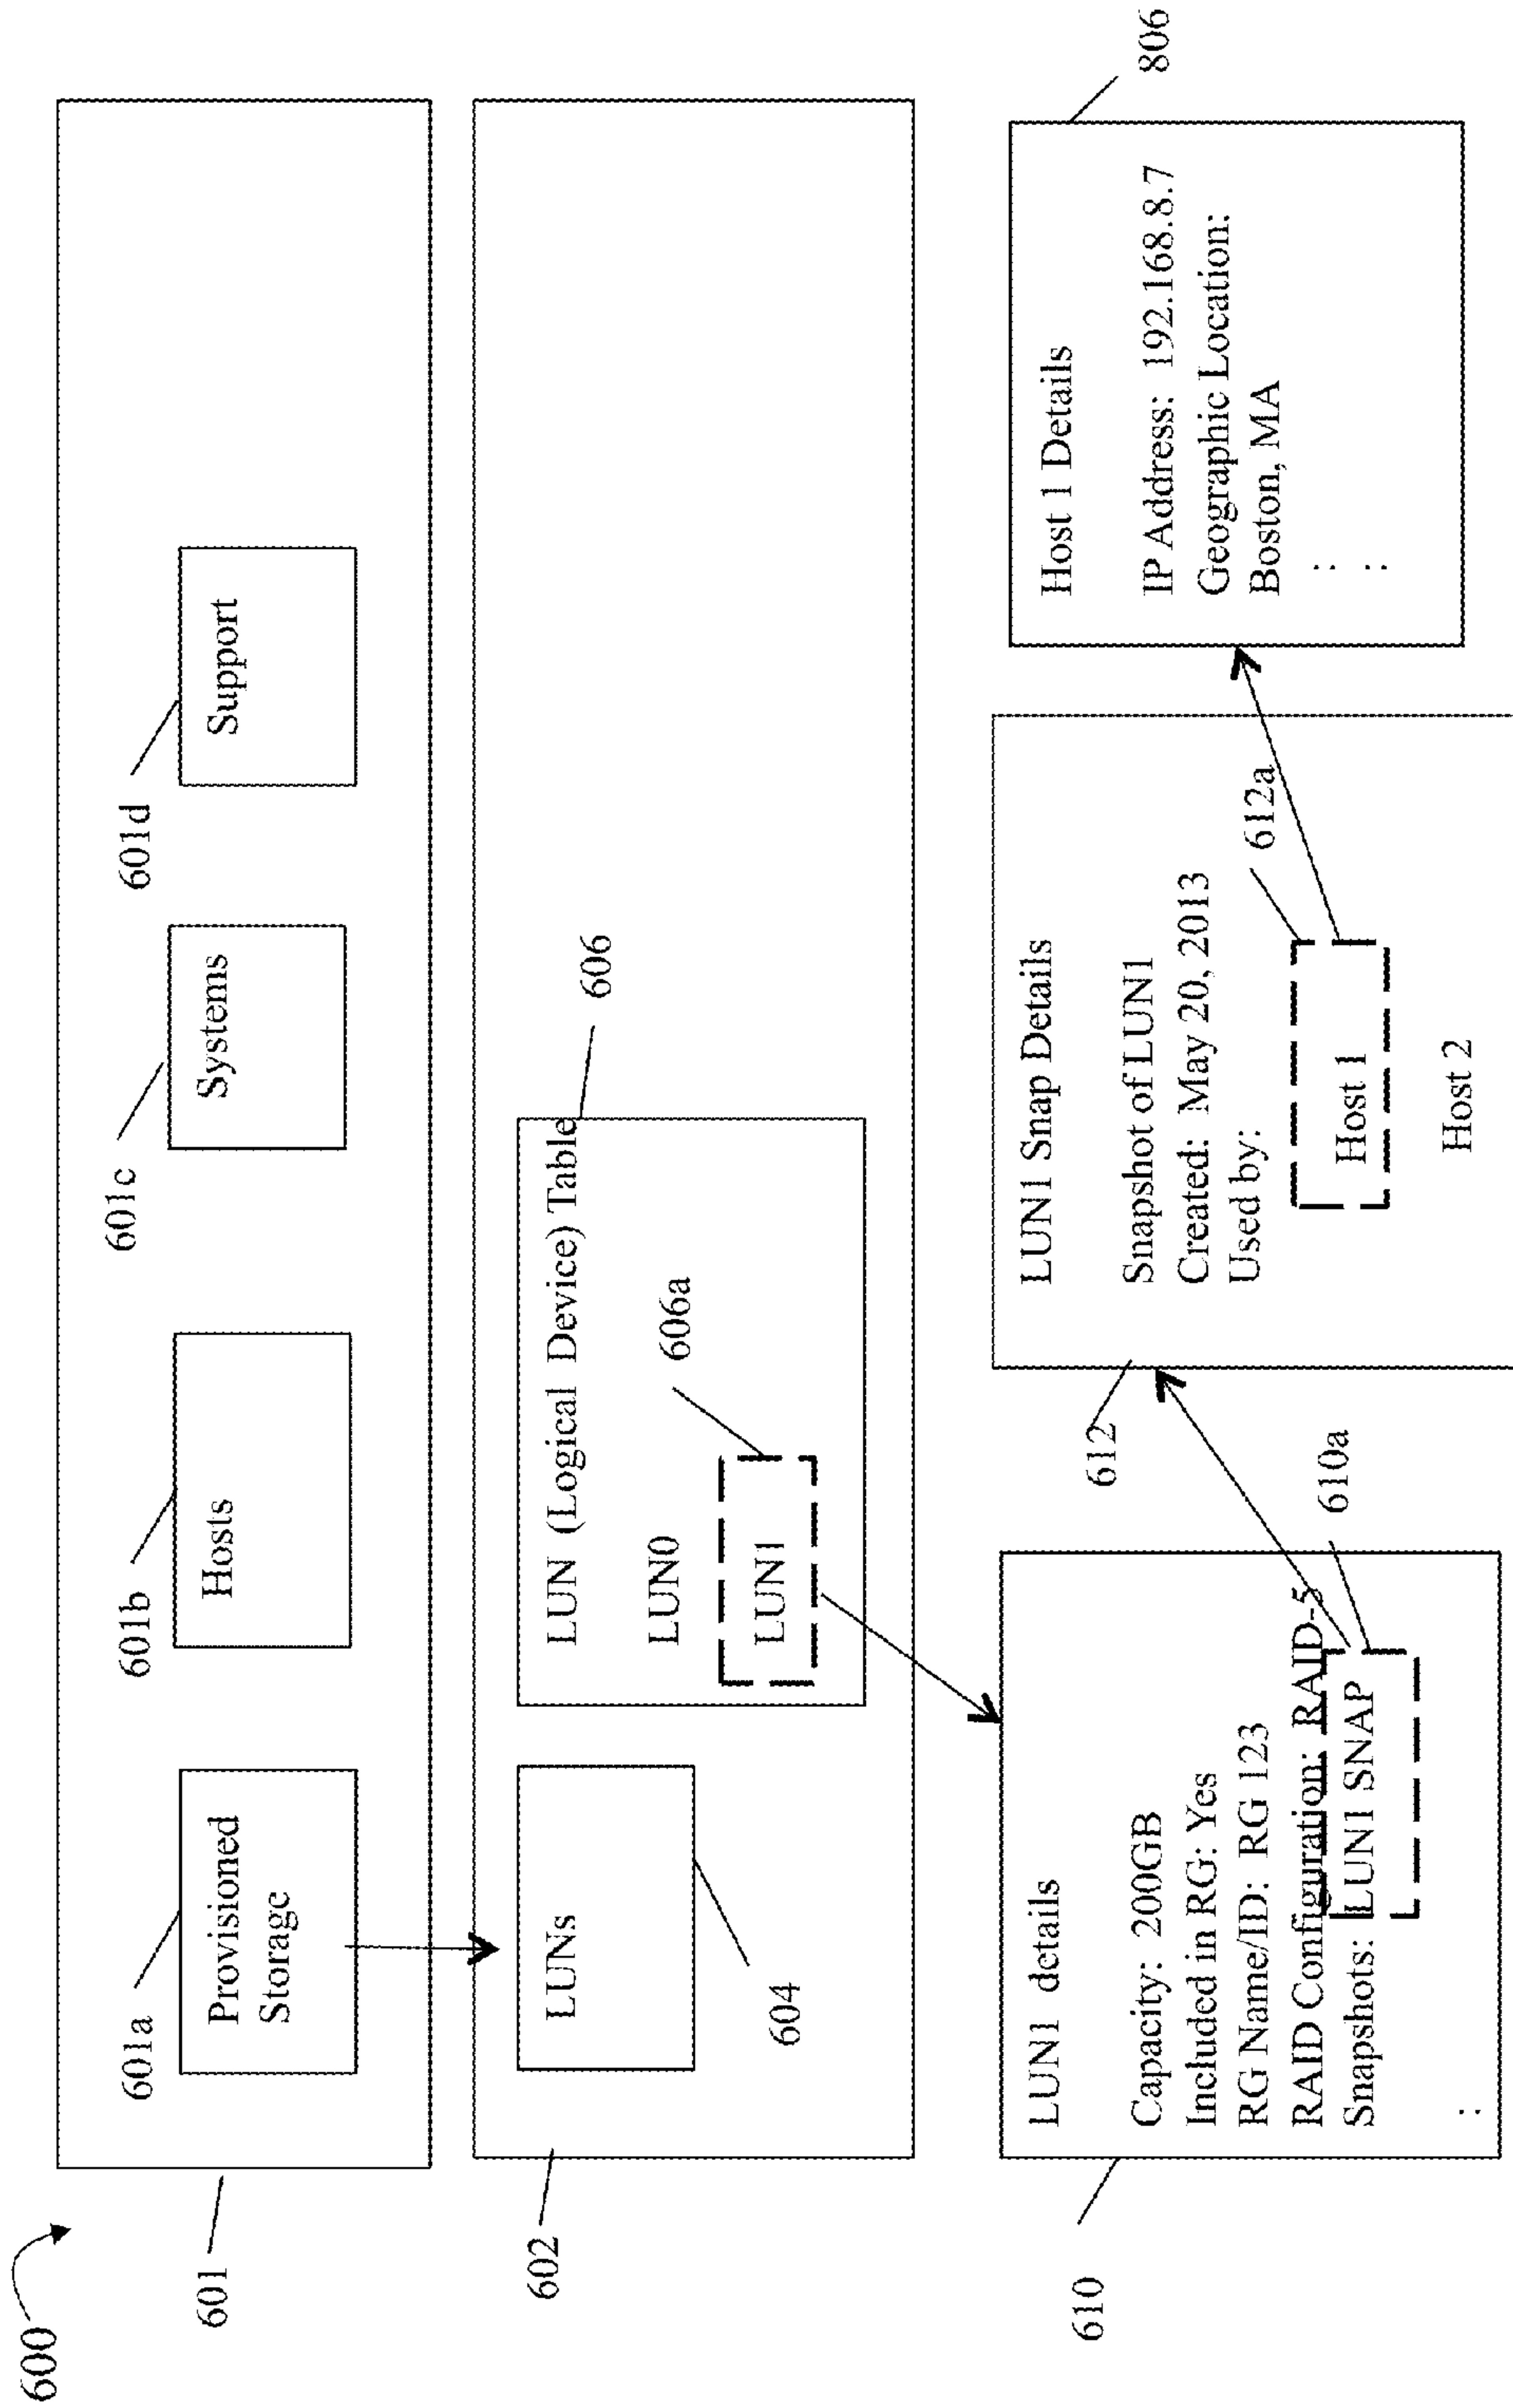 600
601
601a
Provisioned
Storage
601b
Hosts
601c
Systems
601d
Support
602
LUNs
604
LUN (Logical Device) Table
606
LUN0
606a
LUN1
610
LUN1 details
Capacity: 200GB
Included in RG: Yes
RG Name/ID: RG 123
RAID Configuration: RAID-5
Snapshots: LUN1 SNAP
:
610a
612
LUN1 Snap Details
Snapshot of LUN1
Created: May 20, 2013
Used by:
612a
Host 1
Host 2
806
Host 1 Details
IP Address: 192.168.8.7
Geographic Location:
Boston, MA
:
: